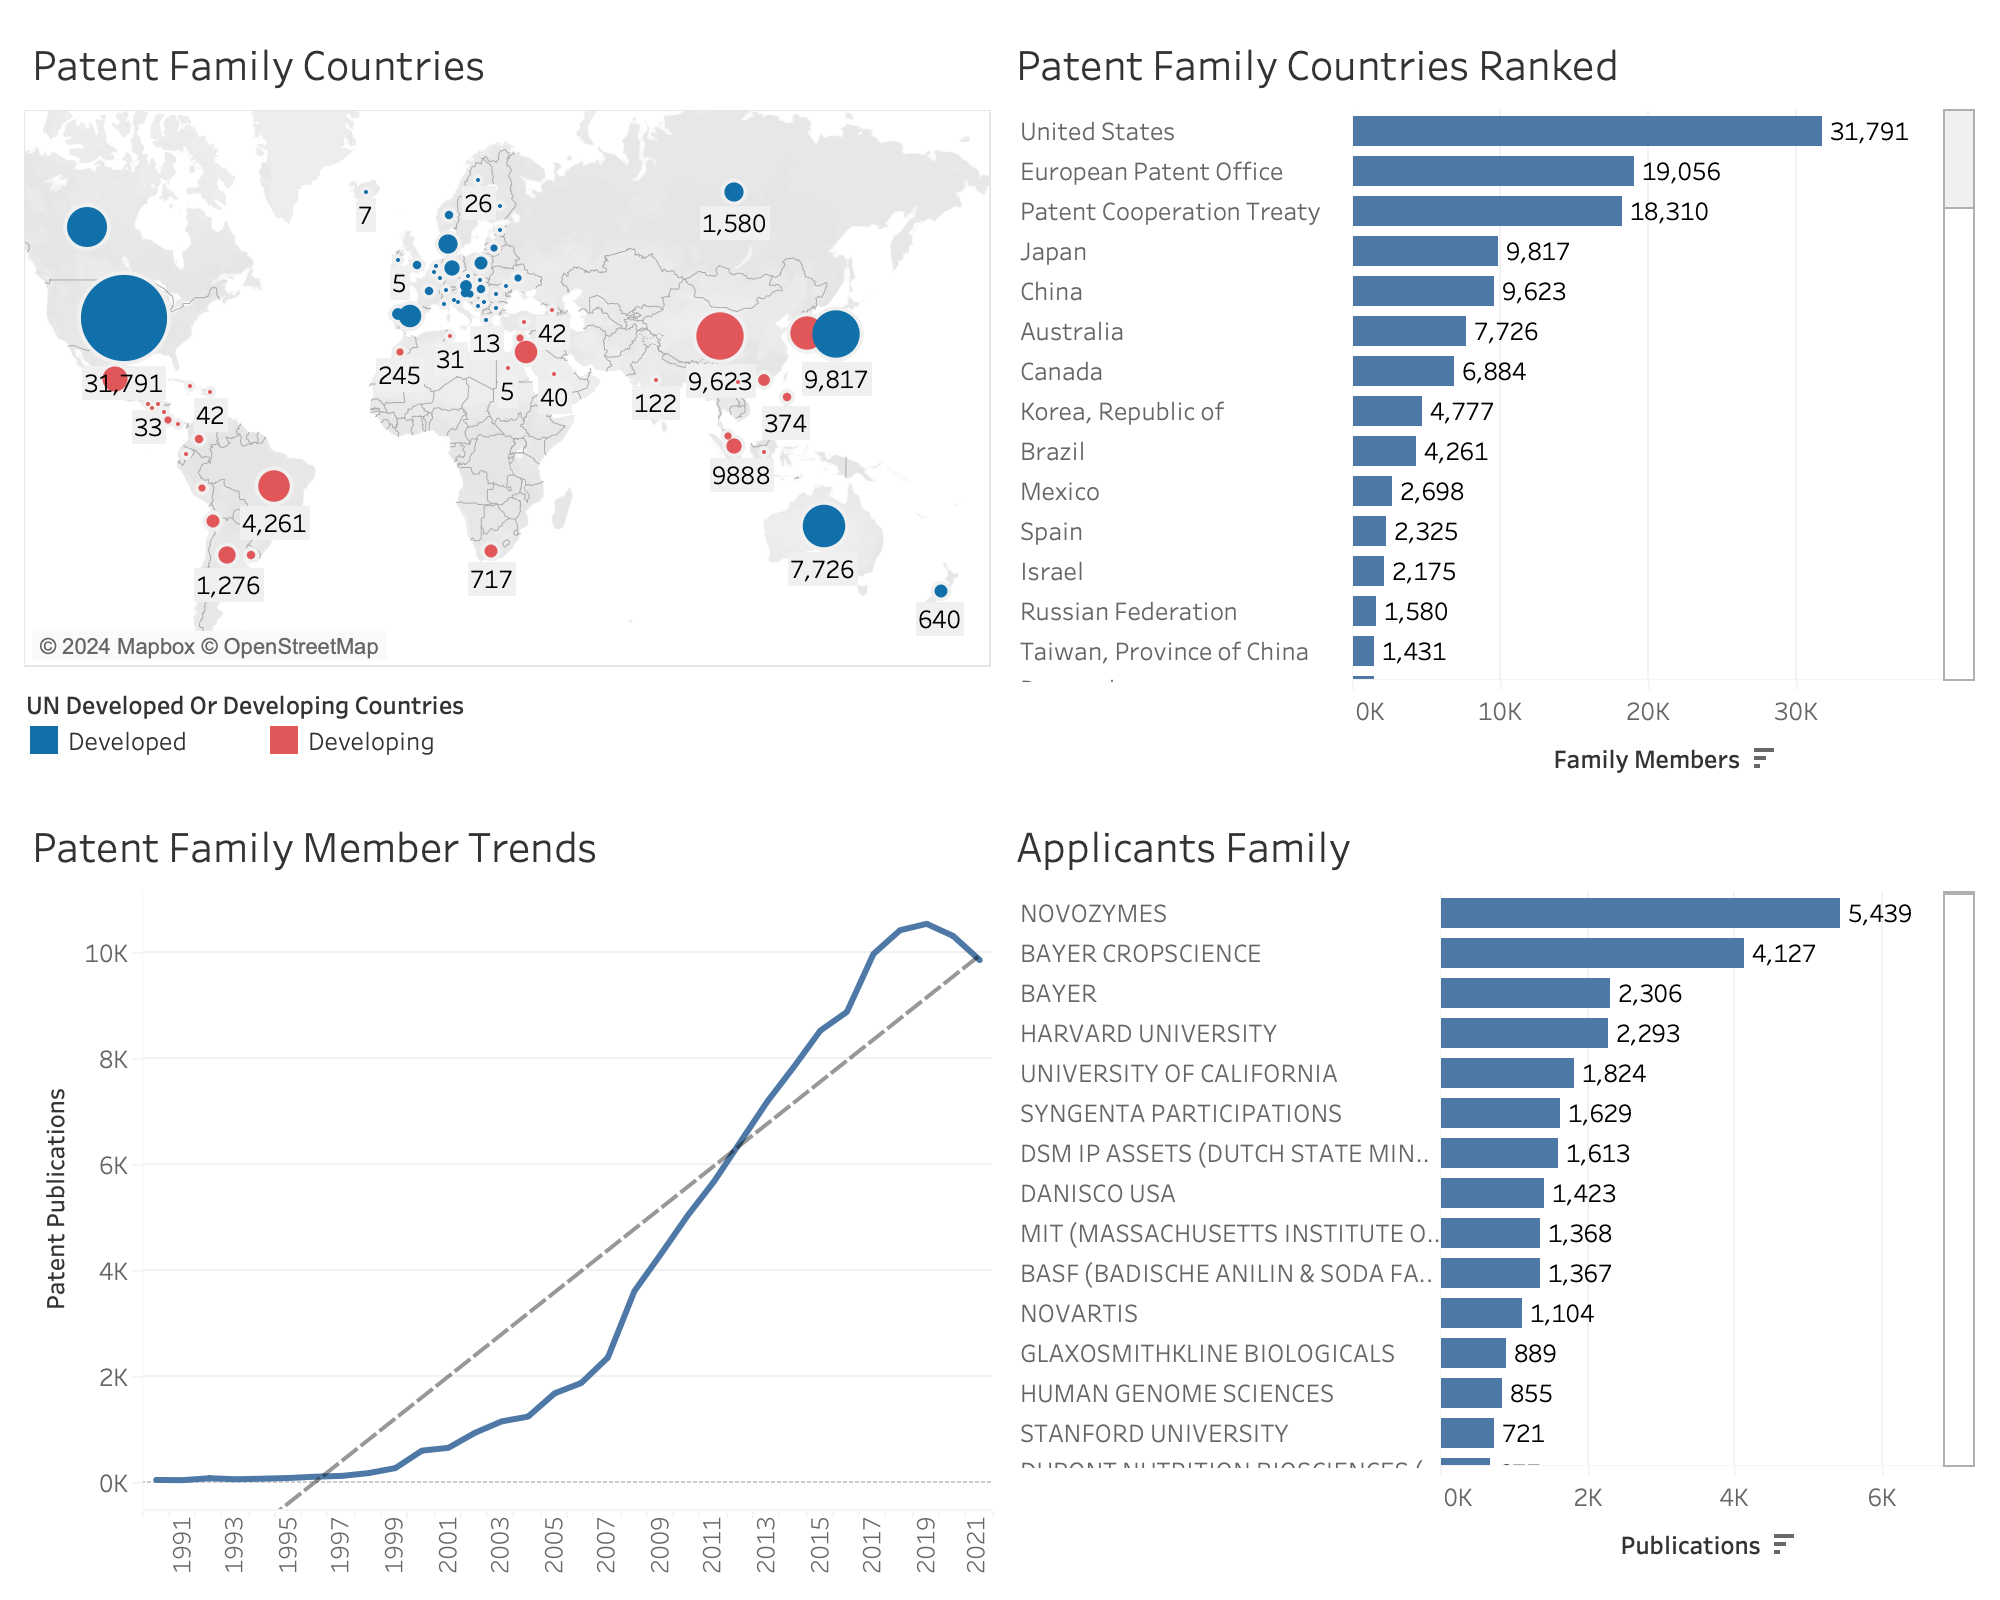 Patent Family Countries
7
26
1,580
5
31,791
42
33
245
31
13
42
5
40
122
9,623
9,817
374
9888
4,261
1,276
717
7,726
640
© 2024 Mapbox © OpenStreetMap
UN Developed Or Developing Countries
Developed
Developing
Patent Family Countries Ranked
United States 31,791
European Patent Office 19,056
Patent Cooperation Treaty 18,310
Japan 9,817
China 9,623
Australia 7,726
Canada 6,884
Korea, Republic of 4,777
Brazil 4,261
Mexico 2,698
Spain 2,325
Israel 2,175
Russian Federation 1,580
Taiwan, Province of China 1,431
0K 10K 20K 30K
Family Members
Patent Family Member Trends
Patent Publications
10K
8K
6K
4K
2K
0K
1991 1993 1995 1997 1999 2001 2003 2005 2007 2009 2011 2013 2015 2017 2019 2021
Applicants Family
NOVOZYMES 5,439
BAYER CROPSCIENCE 4,127
BAYER 2,306
HARVARD UNIVERSITY 2,293
UNIVERSITY OF CALIFORNIA 1,824
SYNGENTA PARTICIPATIONS 1,629
DSM IP ASSETS (DUTCH STATE MIN.. 1,613
DANISCO USA 1,423
MIT (MASSACHUSETTS INSTITUTE O.. 1,368
BASF (BADISCHE ANILIN & SODA FA.. 1,367
NOVARTIS 1,104
GLAXOSMITHKLINE BIOLOGICALS 889
HUMAN GENOME SCIENCES 855
STANFORD UNIVERSITY 721
DUPONT NUTRITION BIOSCIENCES (
0K 2K 4K 6K
Publications